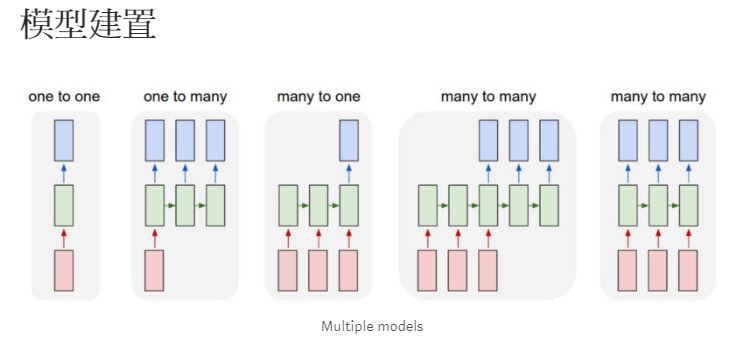 模型建置
one to one
one to many
many to one
many to many
many to many
Multiple models